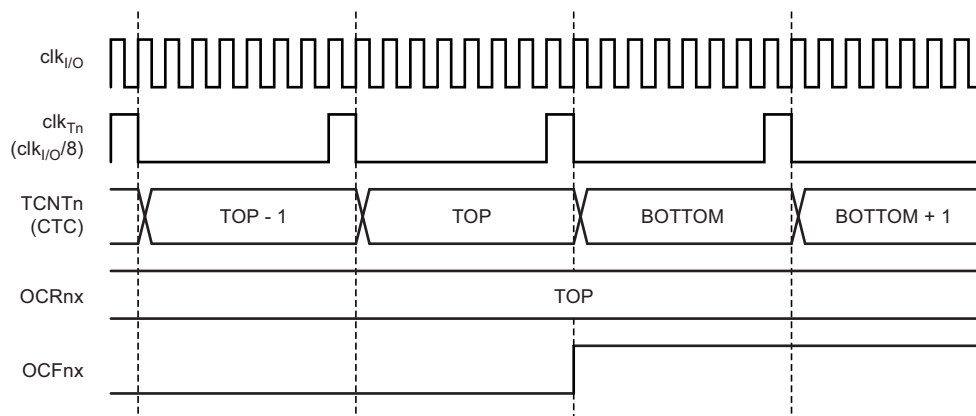 clkI/O
clkTn
(clkI/O/8)
TCNTn
(CTC)
TOP - 1
TOP
BOTTOM
BOTTOM + 1
OCRnx
TOP
OCFnx